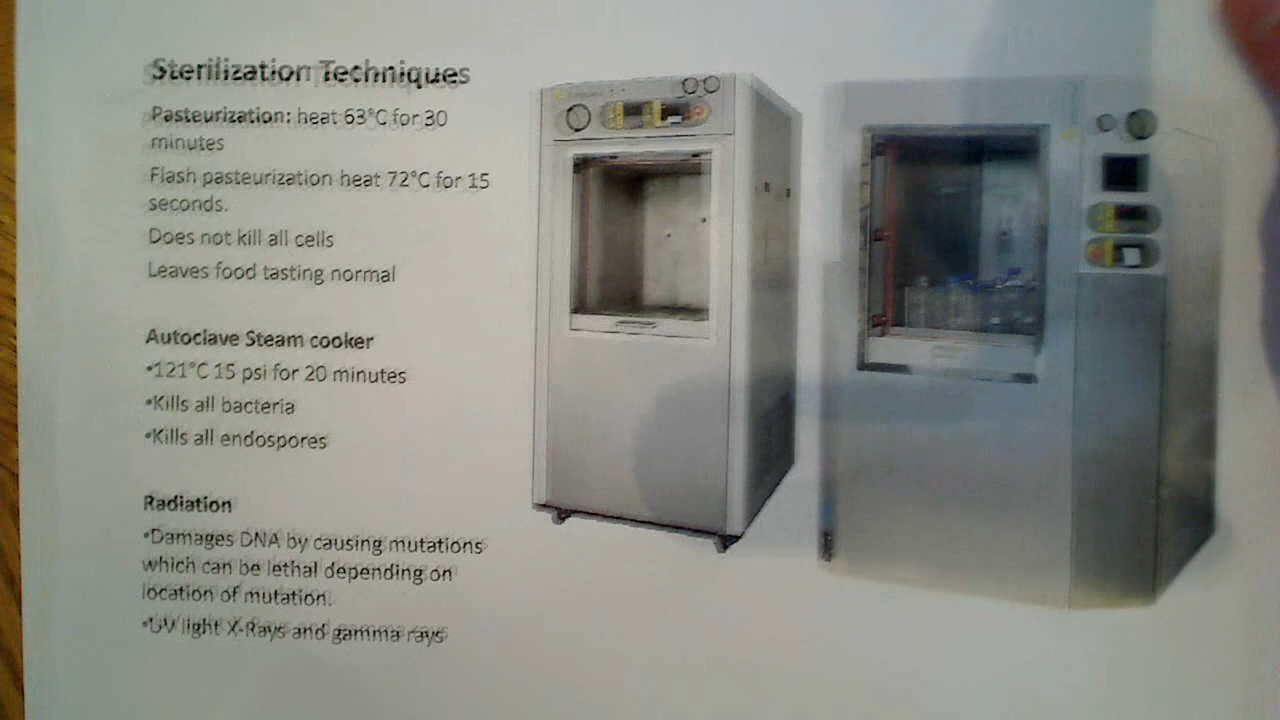 Sterilization Techniques
Pasteurization: heat 63°C for 30
minutes
Flash pasteurization heat 72°C for 15
seconds.
Does not kill all cells
Leaves food tasting normal
Autoclave Steam cooker
•121°C 15 psi for 20 minutes
•Kills all bacteria
•Kills all endospores
Radiation
•Damages DNA by causing mutations
which can be lethal depending on
location of mutation.
•UV light X-Rays and gamma rays